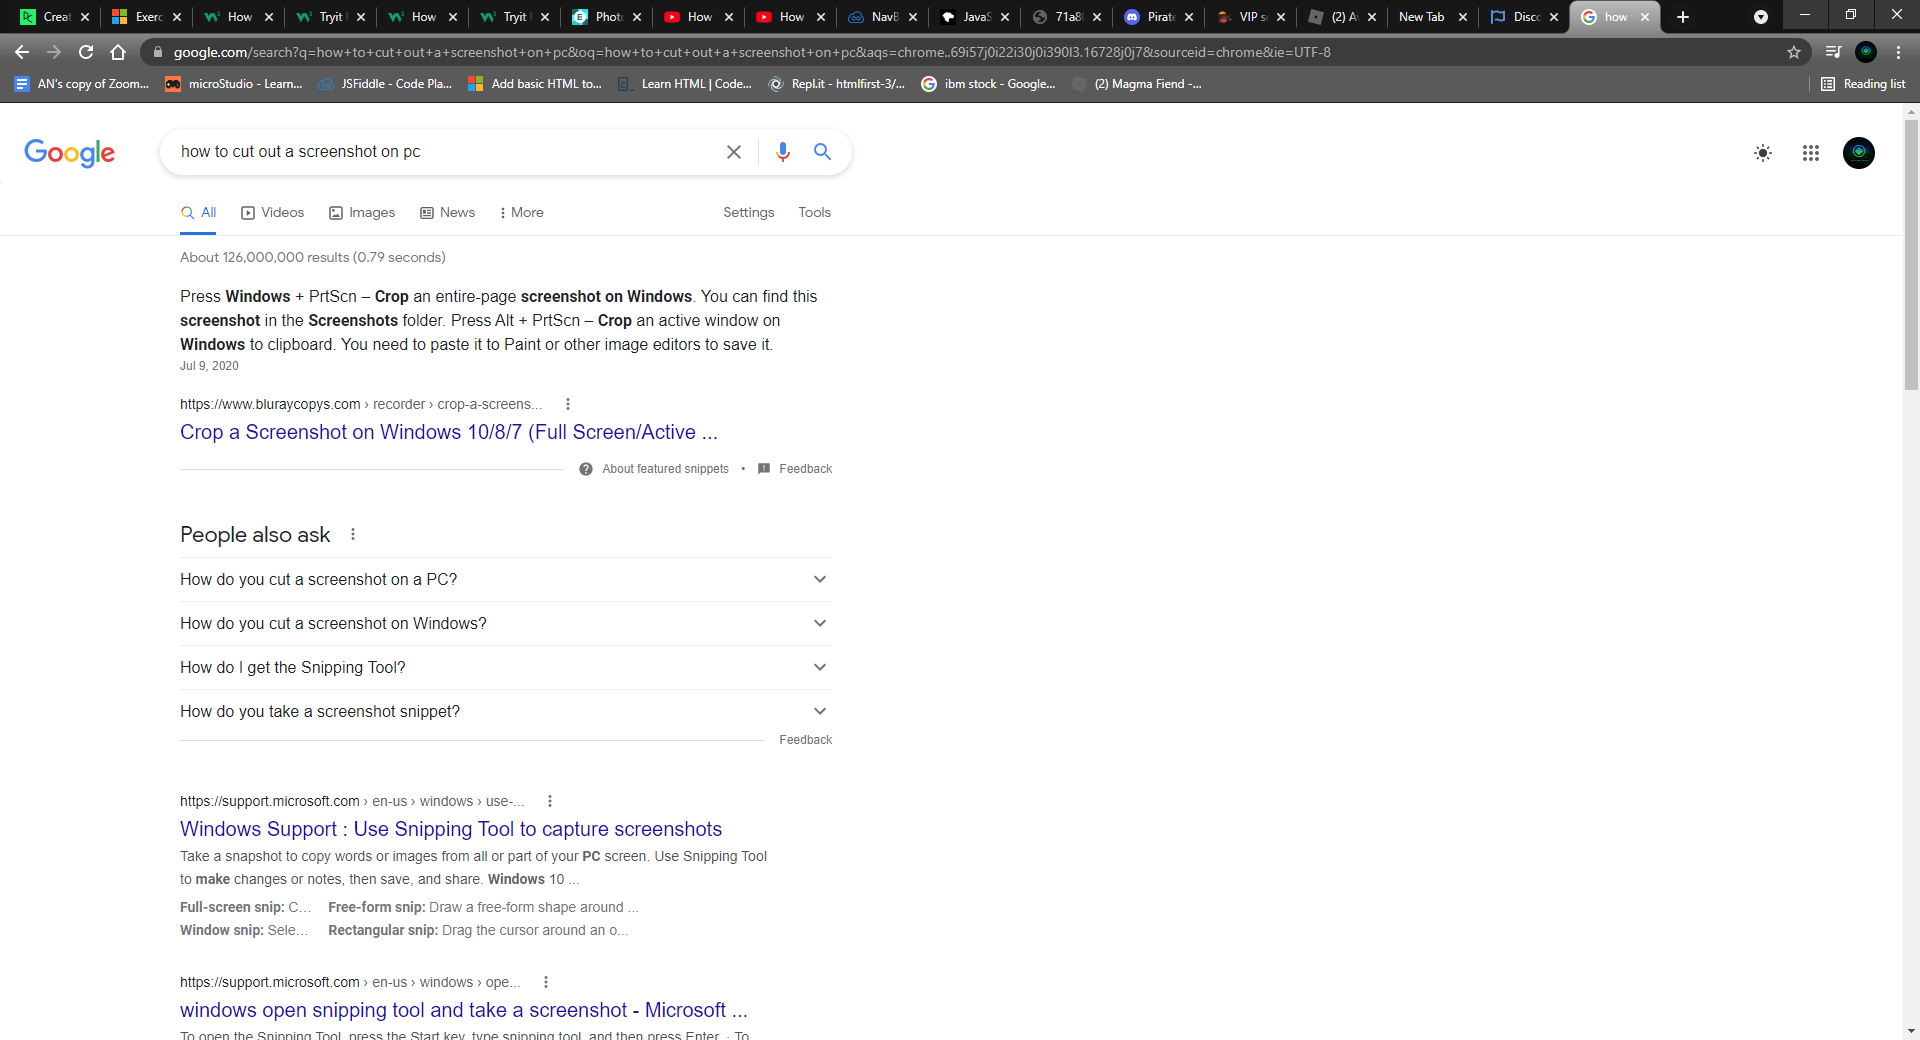 Creat
Exerc
How
Tryit
How
Tryit
Photo
How
How
NavB
JavaS
71a8
Pirate
VIP s
(2) A
New Tab
Disco
how
google.com/search?q=how+to+cut+out+a+screenshot+on+pc&oq=how+to+cut+out+a+screenshot+on+pc&aqs=chrome..69i57j0i22i30j0i390l3.16728j0j7&sourceid=chrome&ie=UTF-8
AN's copy of Zoom...
microStudio - Learn...
JSFiddle - Code Pla...
Add basic HTML to...
Learn HTML | Code...
Repl.it - htmlfirst-3/...
ibm stock - Google...
(2) Magma Fiend -...
Reading list
Google
how to cut out a screenshot on pc
All Videos Images News More Settings Tools
About 126,000,000 results (0.79 seconds)
Press Windows + PrtScn – Crop an entire-page screenshot on Windows. You can find this
screenshot in the Screenshots folder. Press Alt + PrtScn – Crop an active window on
Windows to clipboard. You need to paste it to Paint or other image editors to save it.
Jul 9, 2020
https://www.bluraycopys.com › recorder › crop-a-screens...
Crop a Screenshot on Windows 10/8/7 (Full Screen/Active ...
About featured snippets • Feedback
People also ask
How do you cut a screenshot on a PC?
How do you cut a screenshot on Windows?
How do I get the Snipping Tool?
How do you take a screenshot snippet?
Feedback
https://support.microsoft.com › en-us › windows › use-...
Windows Support : Use Snipping Tool to capture screenshots
Take a snapshot to copy words or images from all or part of your PC screen. Use Snipping Tool
to make changes or notes, then save, and share. Windows 10 ...
Full-screen snip: C... Free-form snip: Draw a free-form shape around ...
Window snip: Sele... Rectangular snip: Drag the cursor around an o...
https://support.microsoft.com › en-us › windows › ope...
windows open snipping tool and take a screenshot - Microsoft ...
To open the Snipping Tool, press the Start key, type snipping tool, and then press Enter. · To